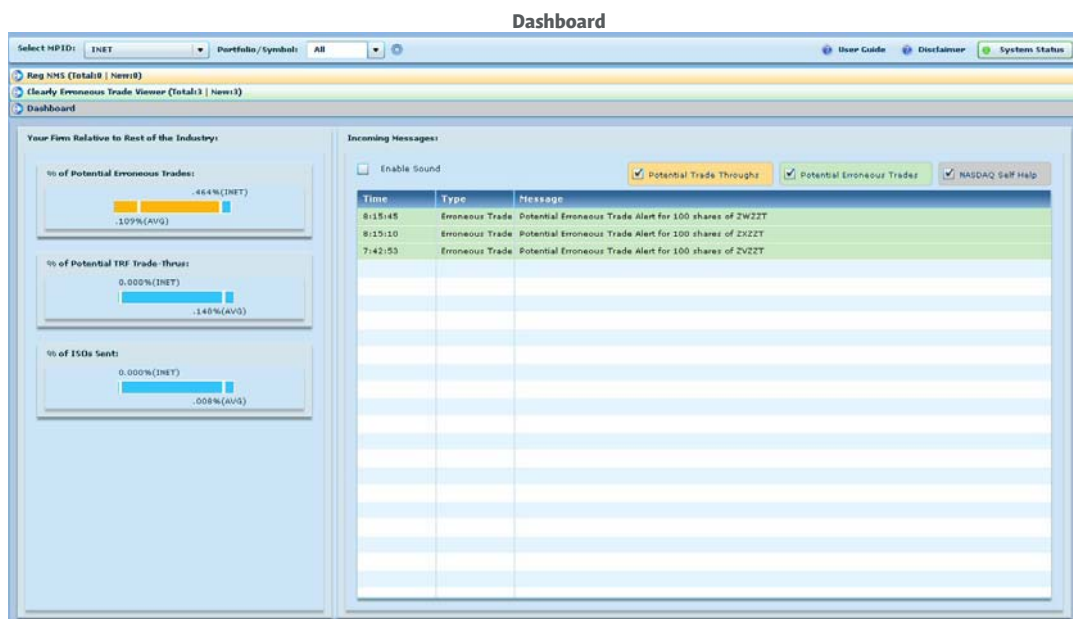 Dashboard
Select MPID: INET Portfolio/Symbol: All User Guide Disclaimer System Status
Reg NMS (Total:0 | New:0)
Clearly Erroneous Trade Viewer (Total:3 | New:3)
Dashboard
Your Firm Relative to Rest of the Industry:
% of Potential Erroneous Trades:
.464%(INET)
.109%(AVG)
% of Potential TRF Trade-Thrus:
0.000%(INET)
.140%(AVG)
% of ISOs Sent:
0.000%(INET)
.008%(AVG)
Incoming Messages:
Enable Sound Potential Trade Throughs Potential Erroneous Trades NASDAQ Self Help
Time Type Message
8:15:45 Erroneous Trade Potential Erroneous Trade Alert for 100 shares of ZWZZT
8:15:10 Erroneous Trade Potential Erroneous Trade Alert for 100 shares of ZXZZT
7:42:53 Erroneous Trade Potential Erroneous Trade Alert for 100 shares of ZVZZT